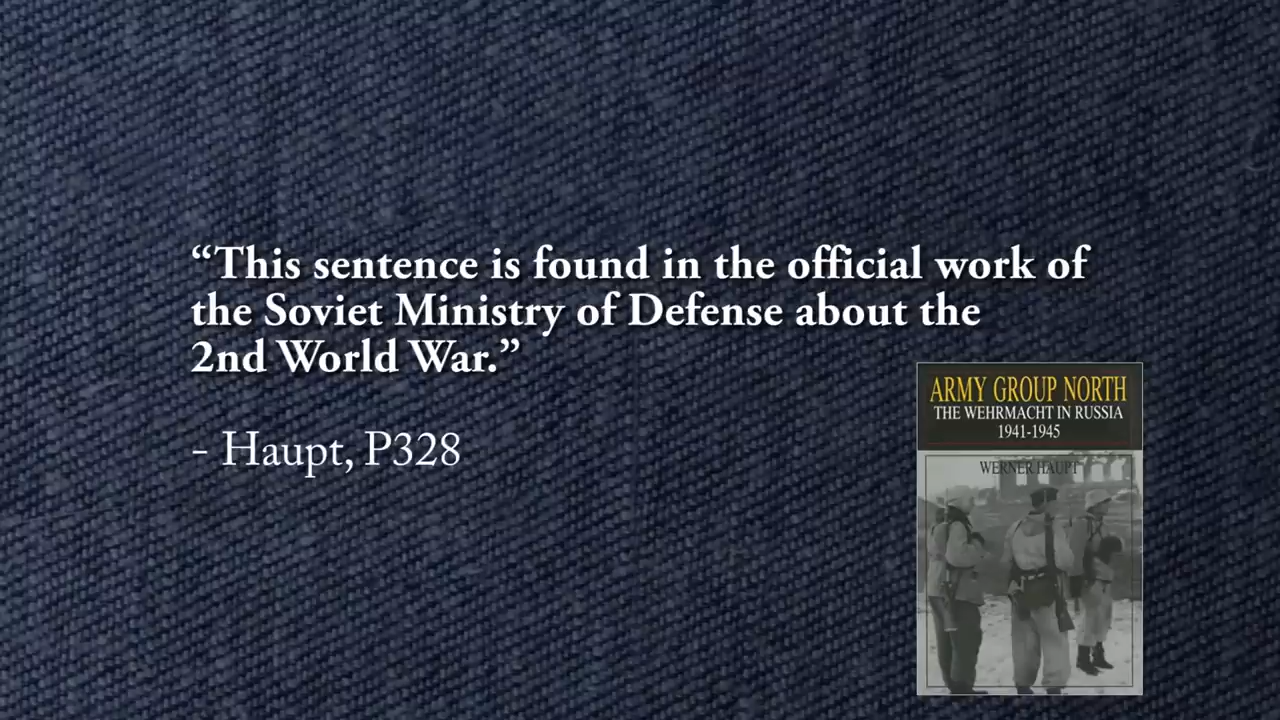 “This sentence is found in the official work of
the Soviet Ministry of Defense about the
2nd World War.”
- Haupt, P328
ARMY GROUP NORTH
THE WEHRMACHT IN RUSSIA
1941-1945
WERNER HAUPT